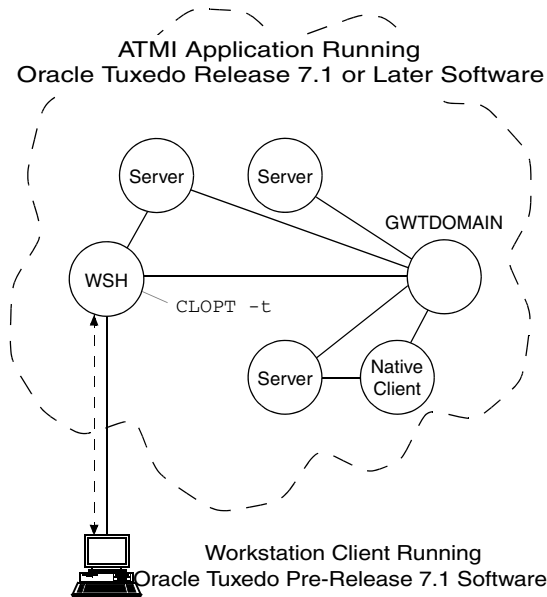 ATMI Application Running
Oracle Tuxedo Release 7.1 or Later Software
Server
Server
GWTDOMAIN
WSH
CLOPT -t
Server
Native
Client
Workstation Client Running
Oracle Tuxedo Pre-Release 7.1 Software